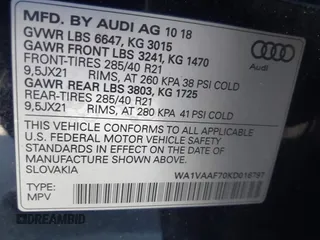 MFD. BY AUDI AG 10 18
GVWR LBS 6647, KG 3015
GAWR FRONT LBS 3241, KG 1470
FRONT-TIRES 285/40 R21
9,5JX21 RIMS, AT 260 KPA 38 PSI COLD
GAWR REAR LBS 3803, KG 1725
REAR-TIRES 285/40 R21
9,5JX21 RIMS, AT 280 KPA 41 PSI COLD
Audi
THIS VEHICLE CONFORMS TO ALL APPLICABLE
U.S. FEDERAL MOTOR VEHICLE SAFETY
STANDARDS IN EFFECT ON THE DATE OF
MANUFACTURE SHOWN ABOVE
SLOVAKIA
TYPE:
MPV
DREAMBID